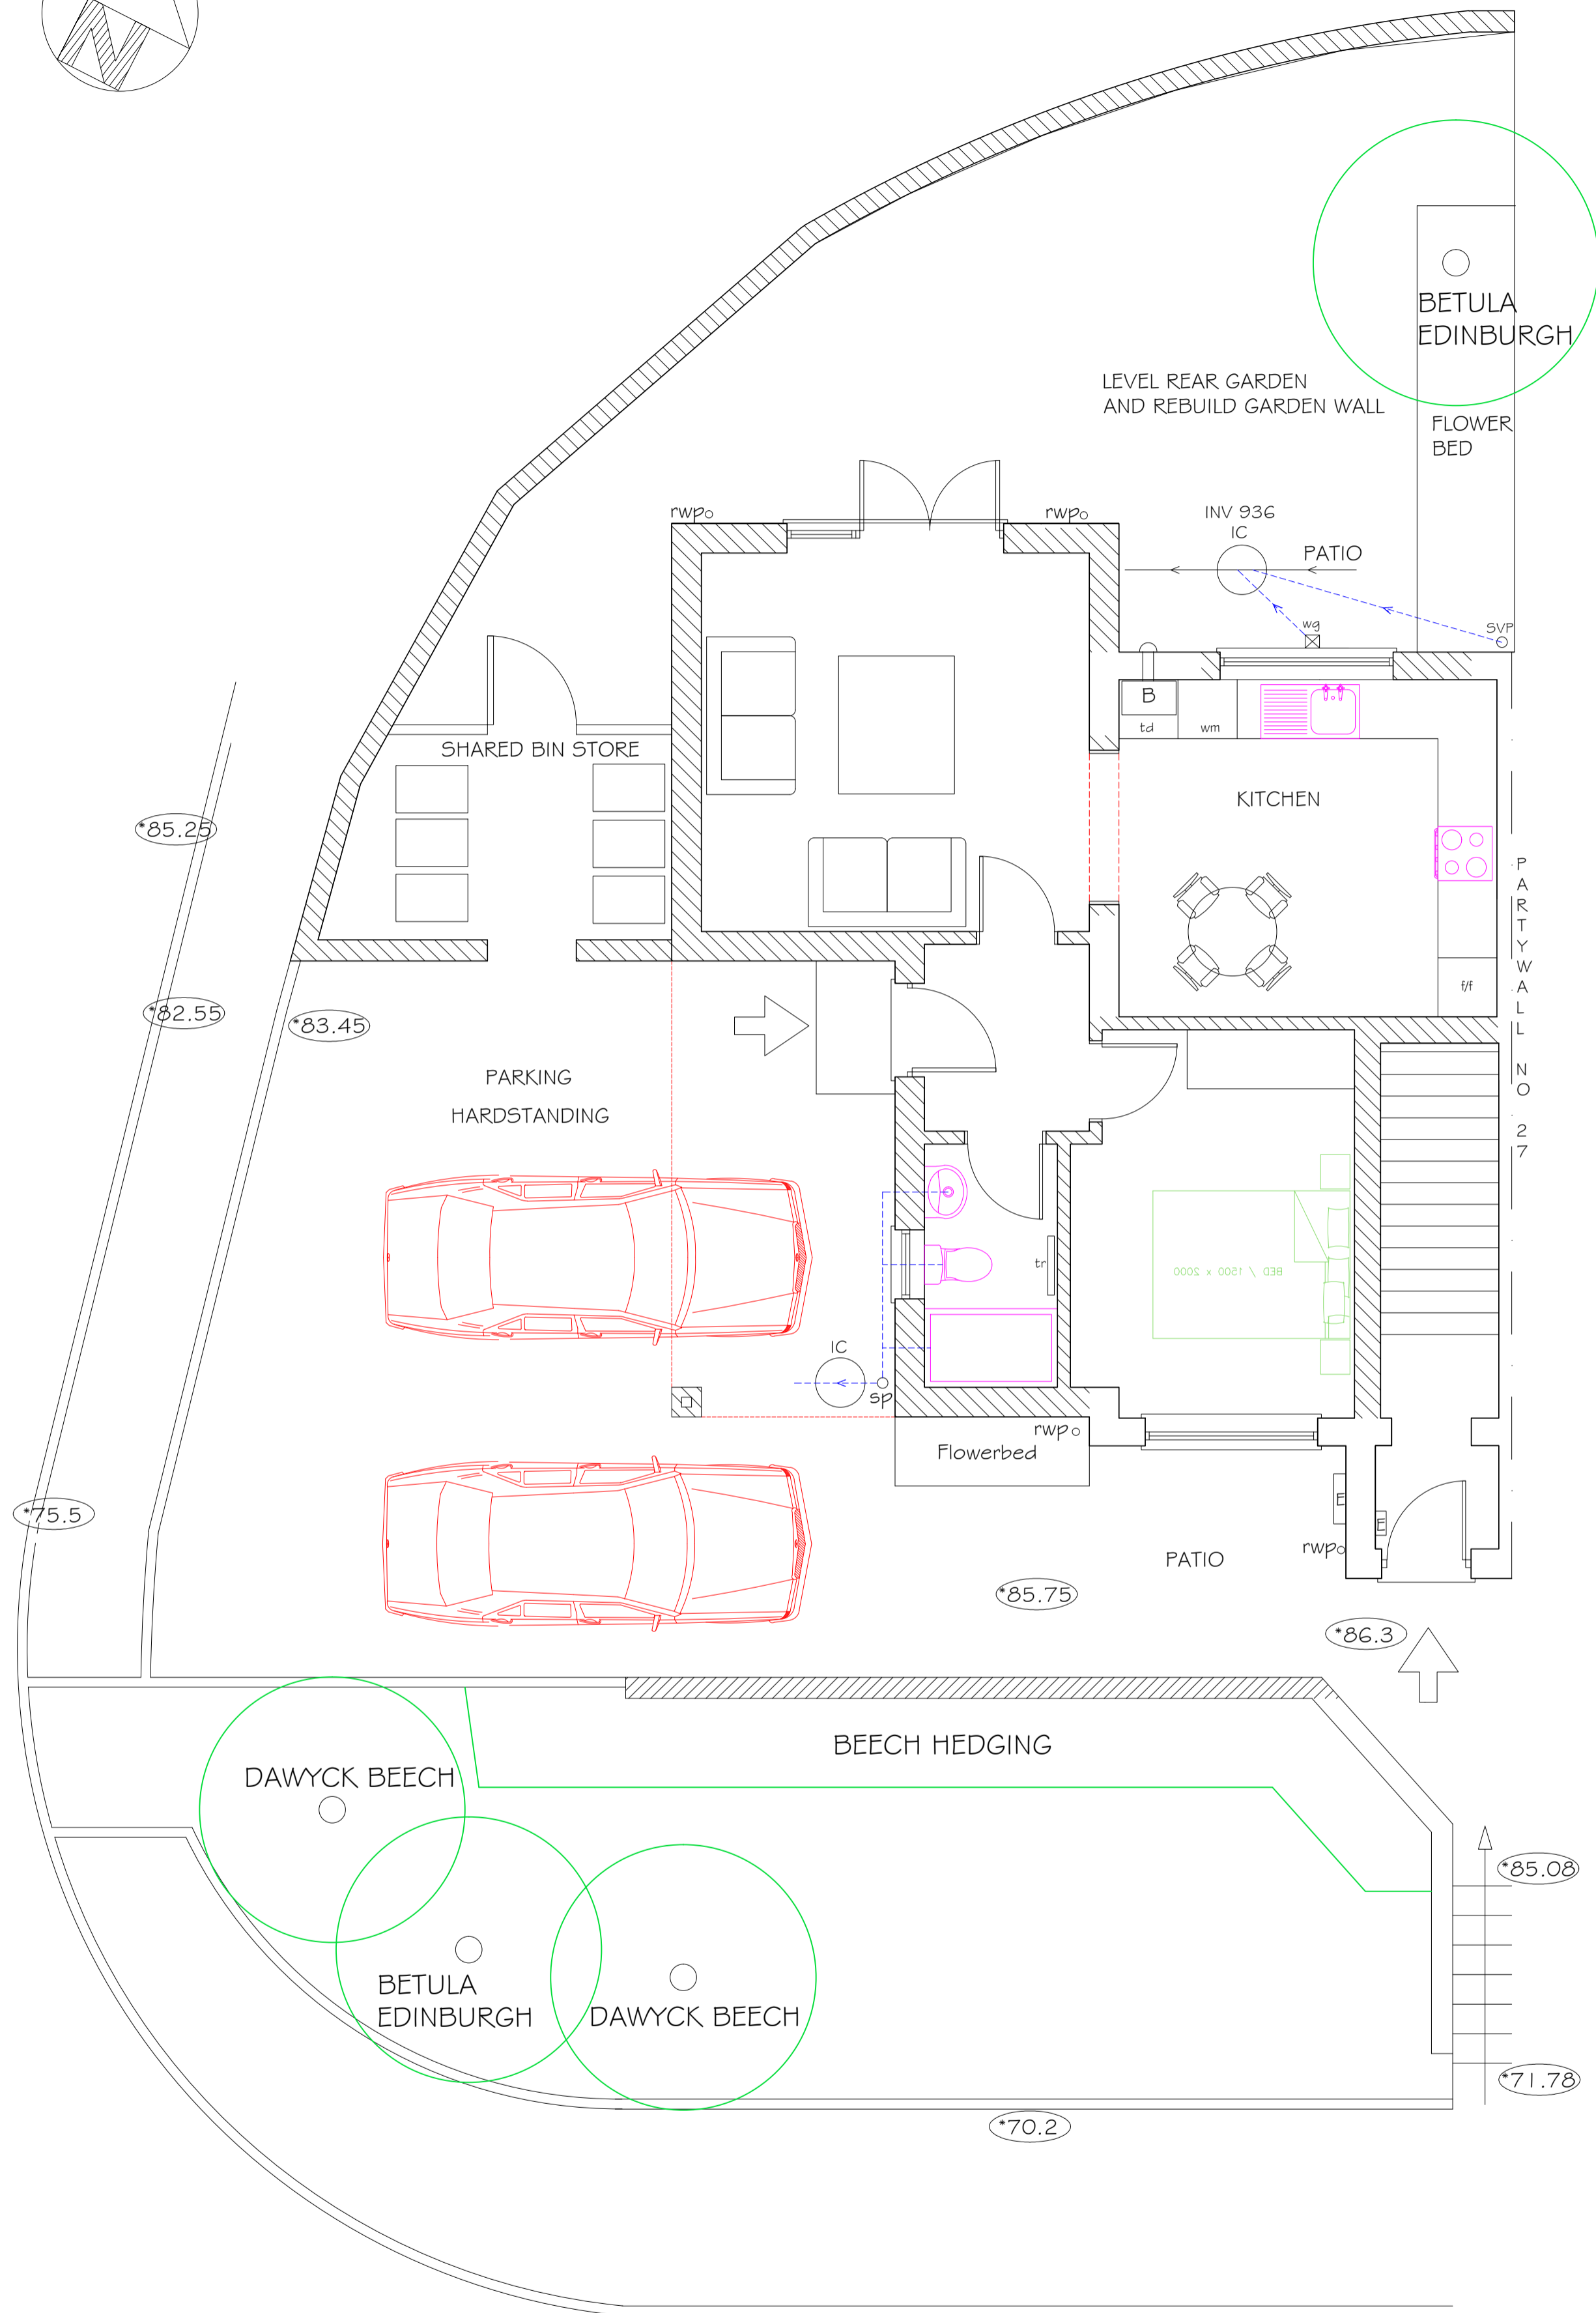 N
BETULA
EDINBURGH
LEVEL REAR GARDEN
AND REBUILD GARDEN WALL
FLOWER
BED
rwp
rwp
INV 936
IC
PATIO
wg
SVP
B
td
wm
SHARED BIN STORE
KITCHEN
*85.25
PARTYWALL NO 27
f/f
*82.55
*83.45
PARKING
HARDSTANDING
tr
BED / 1500 x 2000
IC
sp
rwp
Flowerbed
*75.5
E
E
rwp
PATIO
*85.75
*86.3
BEECH HEDGING
DAWYCK BEECH
*85.08
BETULA
EDINBURGH
DAWYCK BEECH
*71.78
*70.2